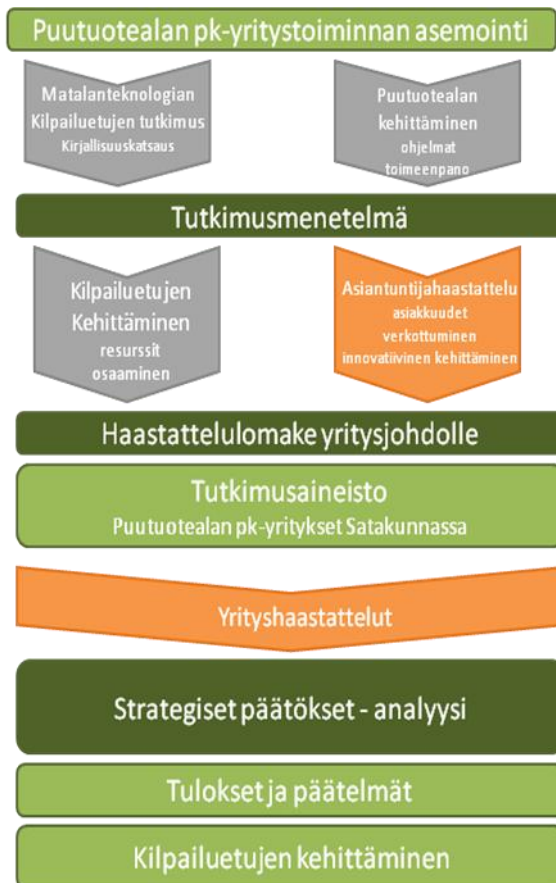 Puutuotealan pk-yritystoiminnan asemointi
Matalanteknologian
Kilpailuetujen tutkimus
Kirjallisuuskatsaus
Puutuotealan
kehittäminen
ohjelmat
toimeenpano
Tutkimusmenetelmä
Kilpailuetujen
Kehittäminen
resurssit
osaaminen
Asiantuntijahaastattelu
asiakkuudet
verkottuminen
innovatiivinen kehittäminen
Haastattelulomake yritysjohdolle
Tutkimusaineisto
Puutuotealan pk-yritykset Satakunnassa
Yrityshaastattelut
Strategiset päätökset - analyysi
Tulokset ja päätelmät
Kilpailuetujen kehittäminen